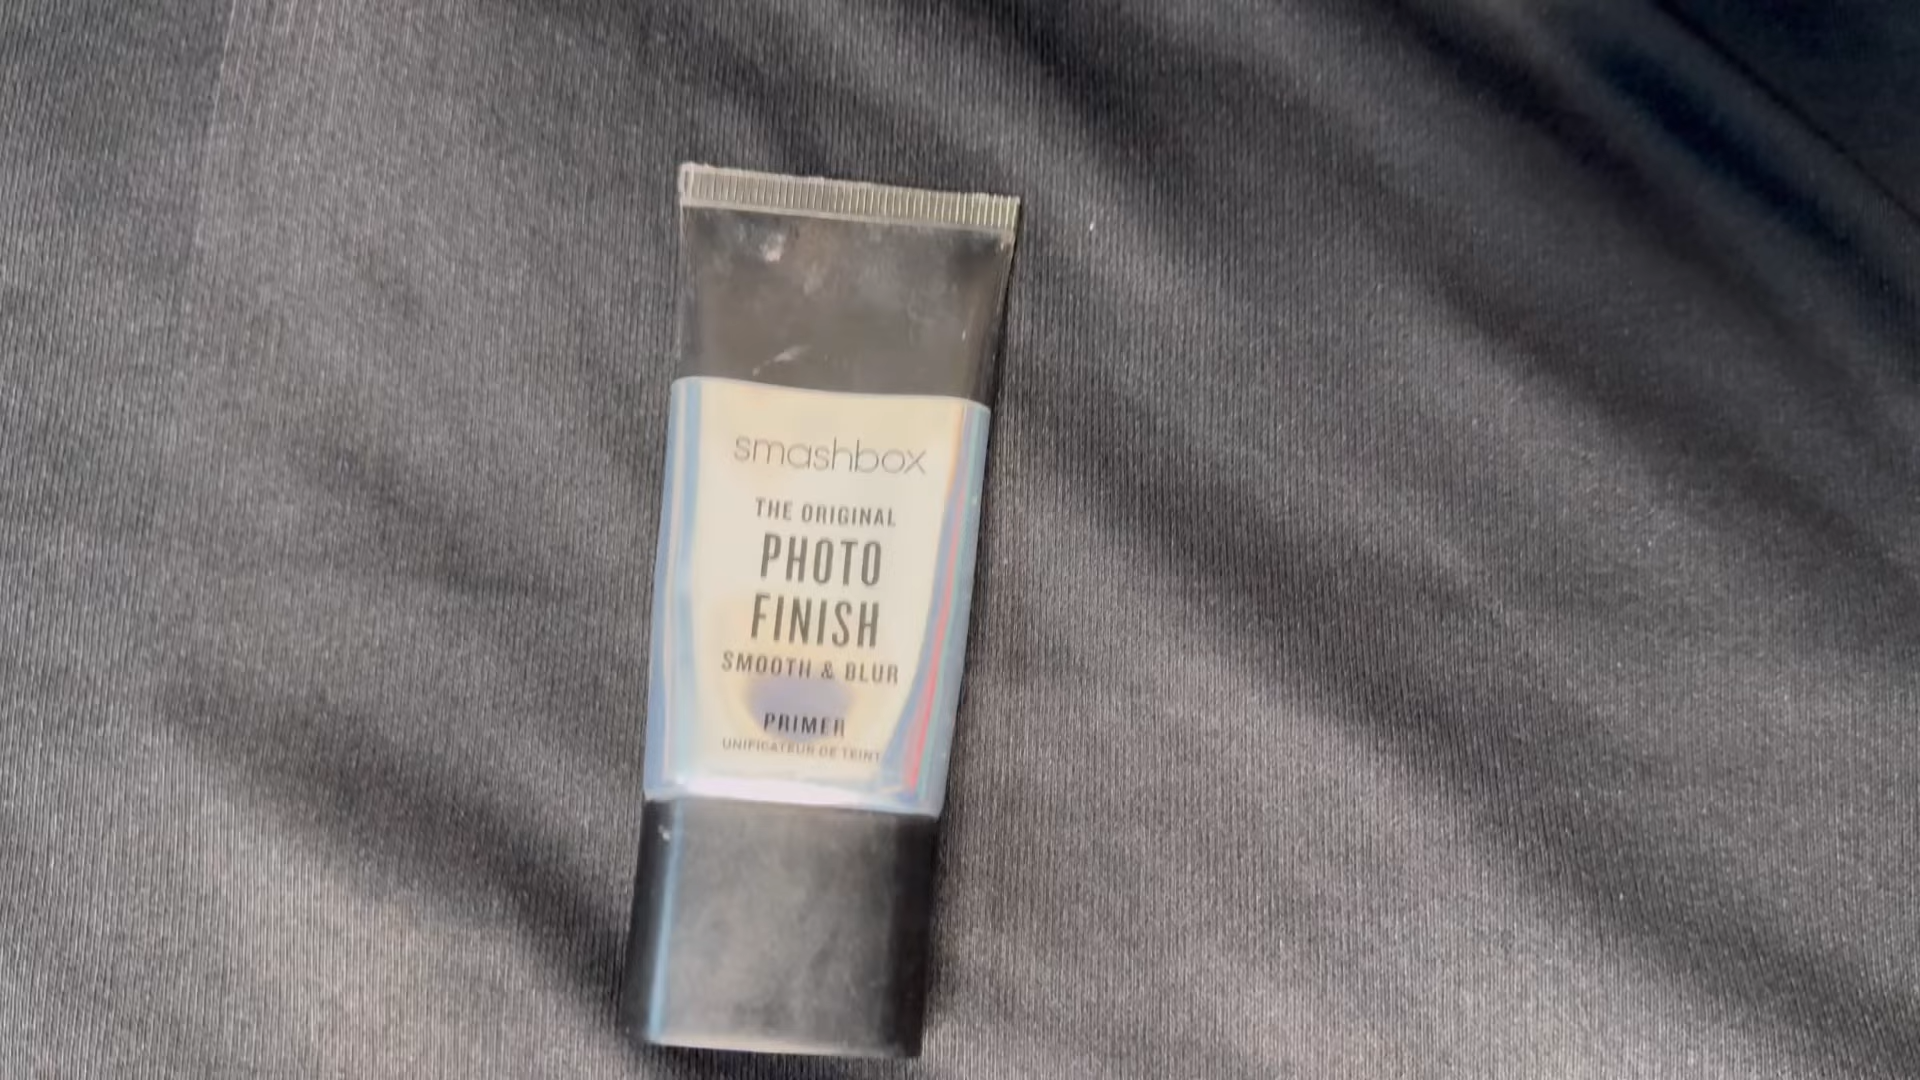 smashbox
THE ORIGINAL
PHOTO
FINISH
SMOOTH & BLUR
PRIMER
UNIFICATEUR DE TEINT